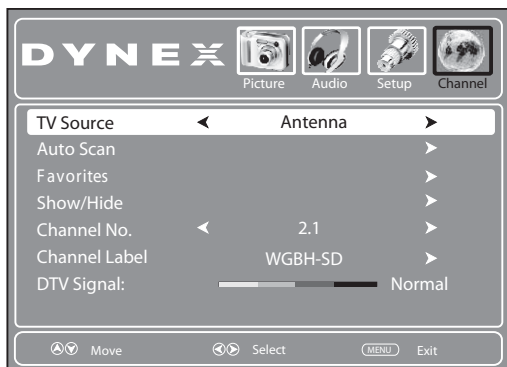 DYNEX
Picture Audio Setup Channel
TV Source Antenna
Auto Scan
Favorites
Show/Hide
Channel No. 2.1
Channel Label WGBH-SD
DTV Signal: Normal
Move Select MENU Exit